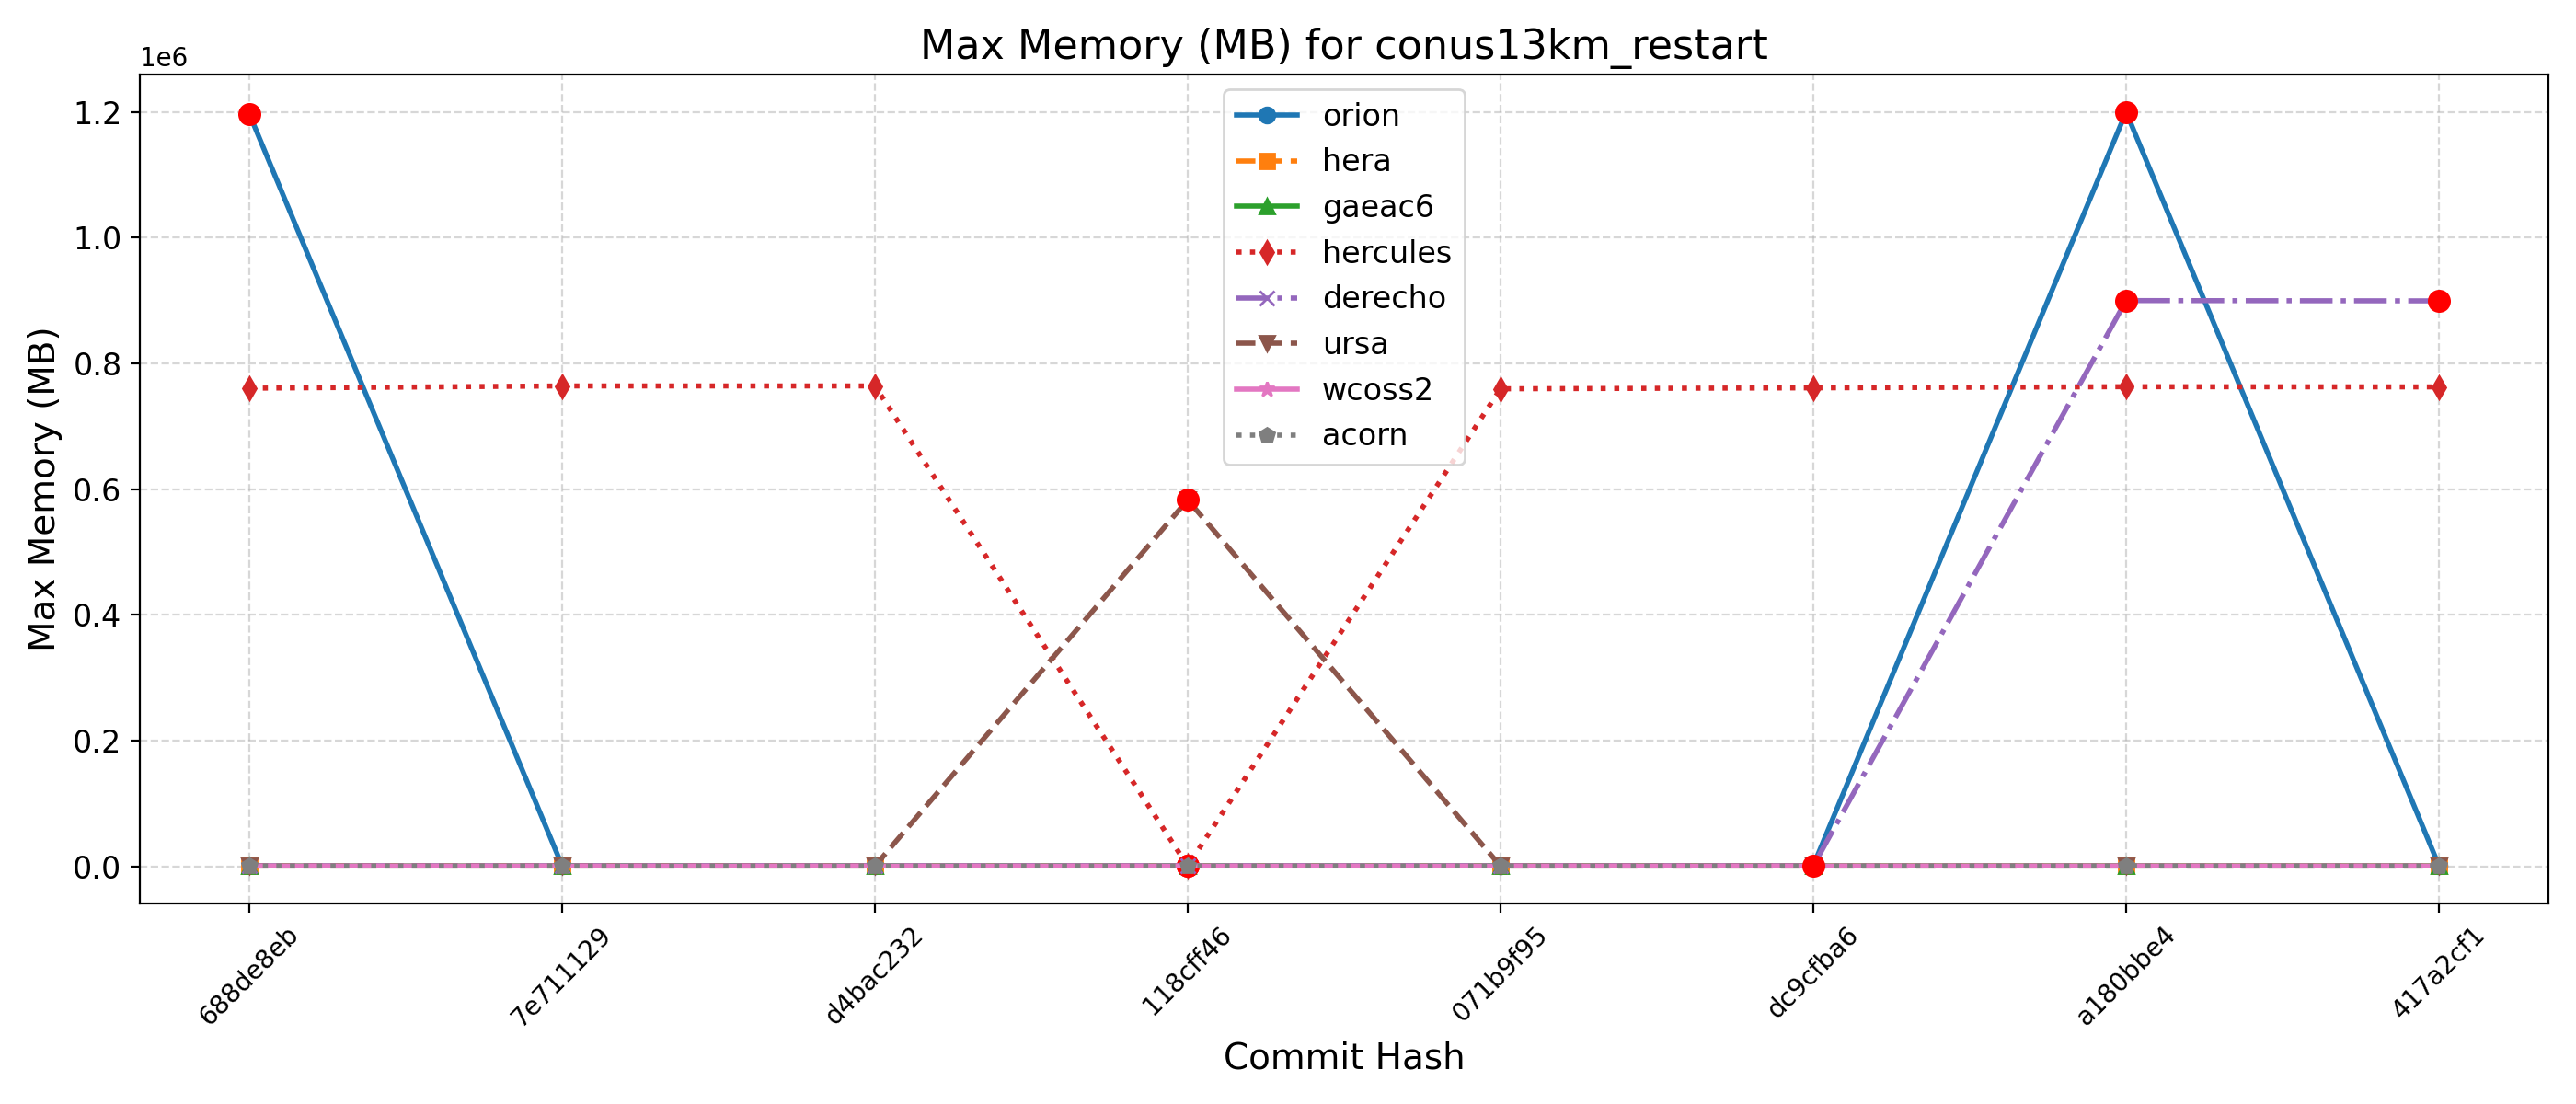 Max Memory (MB) for conus13km_restart
1e6
1.2
1.0
0.8
0.6
0.4
0.2
0.0
Max Memory (MB)
orion
hera
gaeac6
hercules
derecho
ursa
wcoss2
acorn
688de8eb
7e711129
d4bac232
118cff46
071b9f95
dc9cfba6
a180bbe4
417a2cf1
Commit Hash